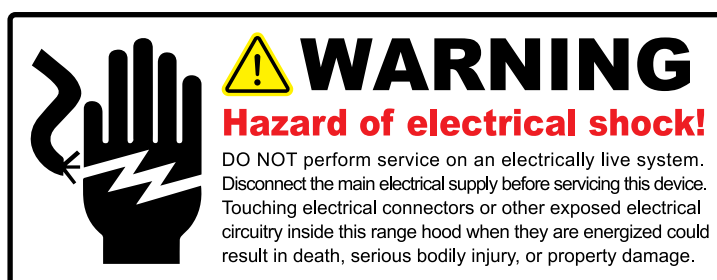 WARNING
Hazard of electrical shock!
DO NOT perform service on an electrically live system.
Disconnect the main electrical supply before servicing this device.
Touching electrical connectors or other exposed electrical
circuitry inside this range hood when they are energized could
result in death, serious bodily injury, or property damage.